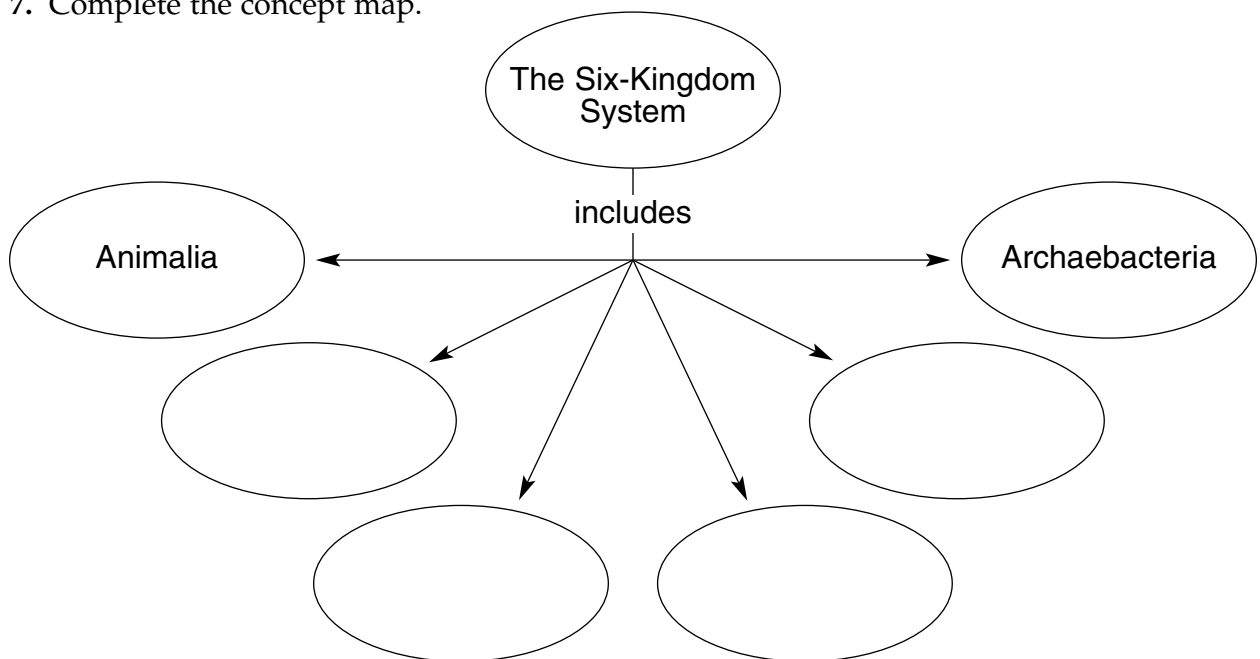 7. Complete the concept map.
The Six-Kingdom
System
includes
Animalia
Archaebacteria